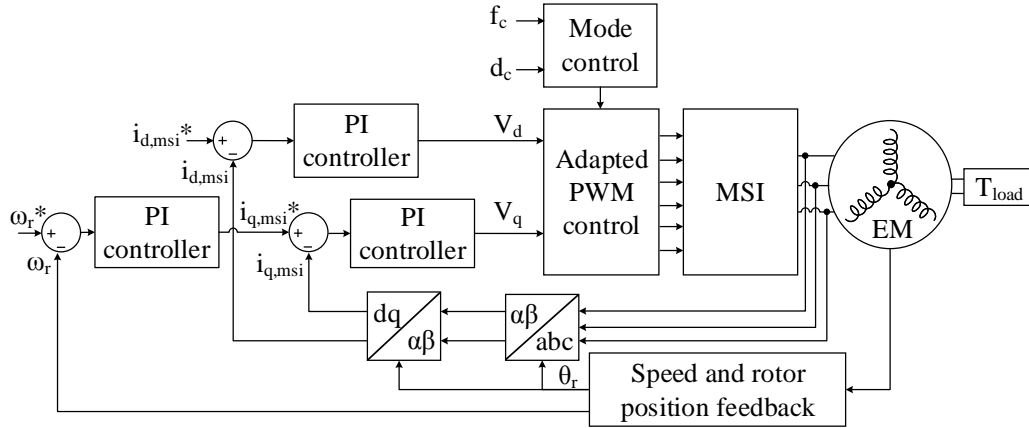 f_c
d_c
Mode
control
i_d,msi*
+
−
i_d,msi
PI
controller
V_d
Adapted
PWM
control
MSI
EM
T_load
ω_r*
+
−
ω_r
PI
controller
i_q,msi*
+
−
i_q,msi
PI
controller
V_q
dq
αβ
αβ
abc
θ_r
Speed and rotor
position feedback